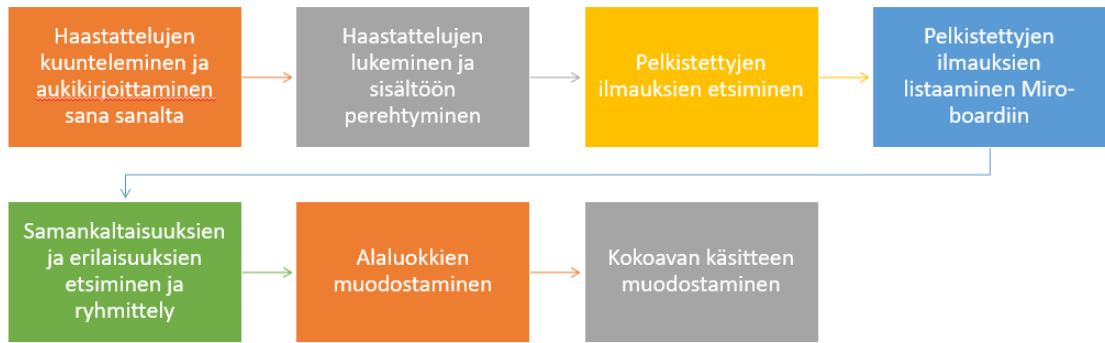 Haastattelujen
kuunteleminen ja
aukikirjoittaminen
sana sanalta
Haastattelujen
lukeminen ja
sisältöön
perehtyminen
Pelkistettyjen
ilmauksien etsiminen
Pelkistettyjen
ilmauksien
listaaminen Miro-
boardiin
Samankaltaisuuksien
ja erilaisuuksien
etsiminen ja
ryhmittely
Alaluokkien
muodostaminen
Kokoavan käsitteen
muodostaminen